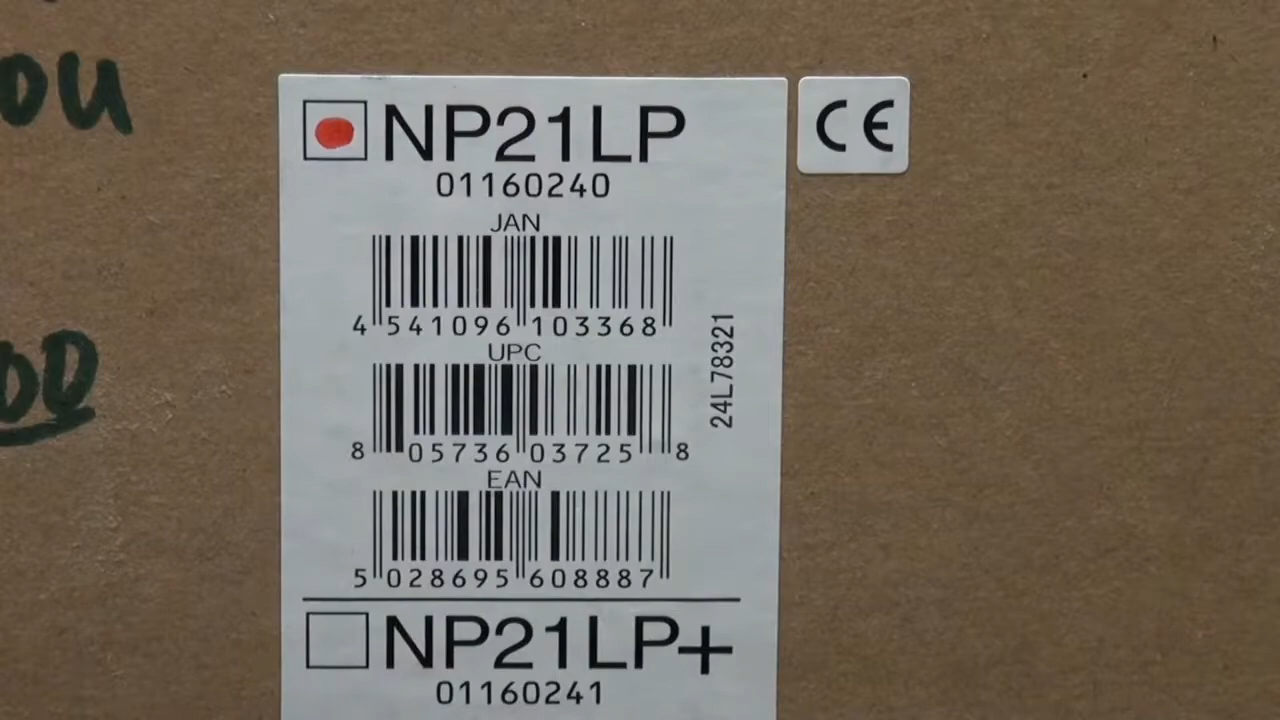 OU
NP21LP
CE
01160240
JAN
4 541096 103368
UPC
8 05736 03725 8
24L78321
EAN
5 028695 608887
NP21LP+
01160241